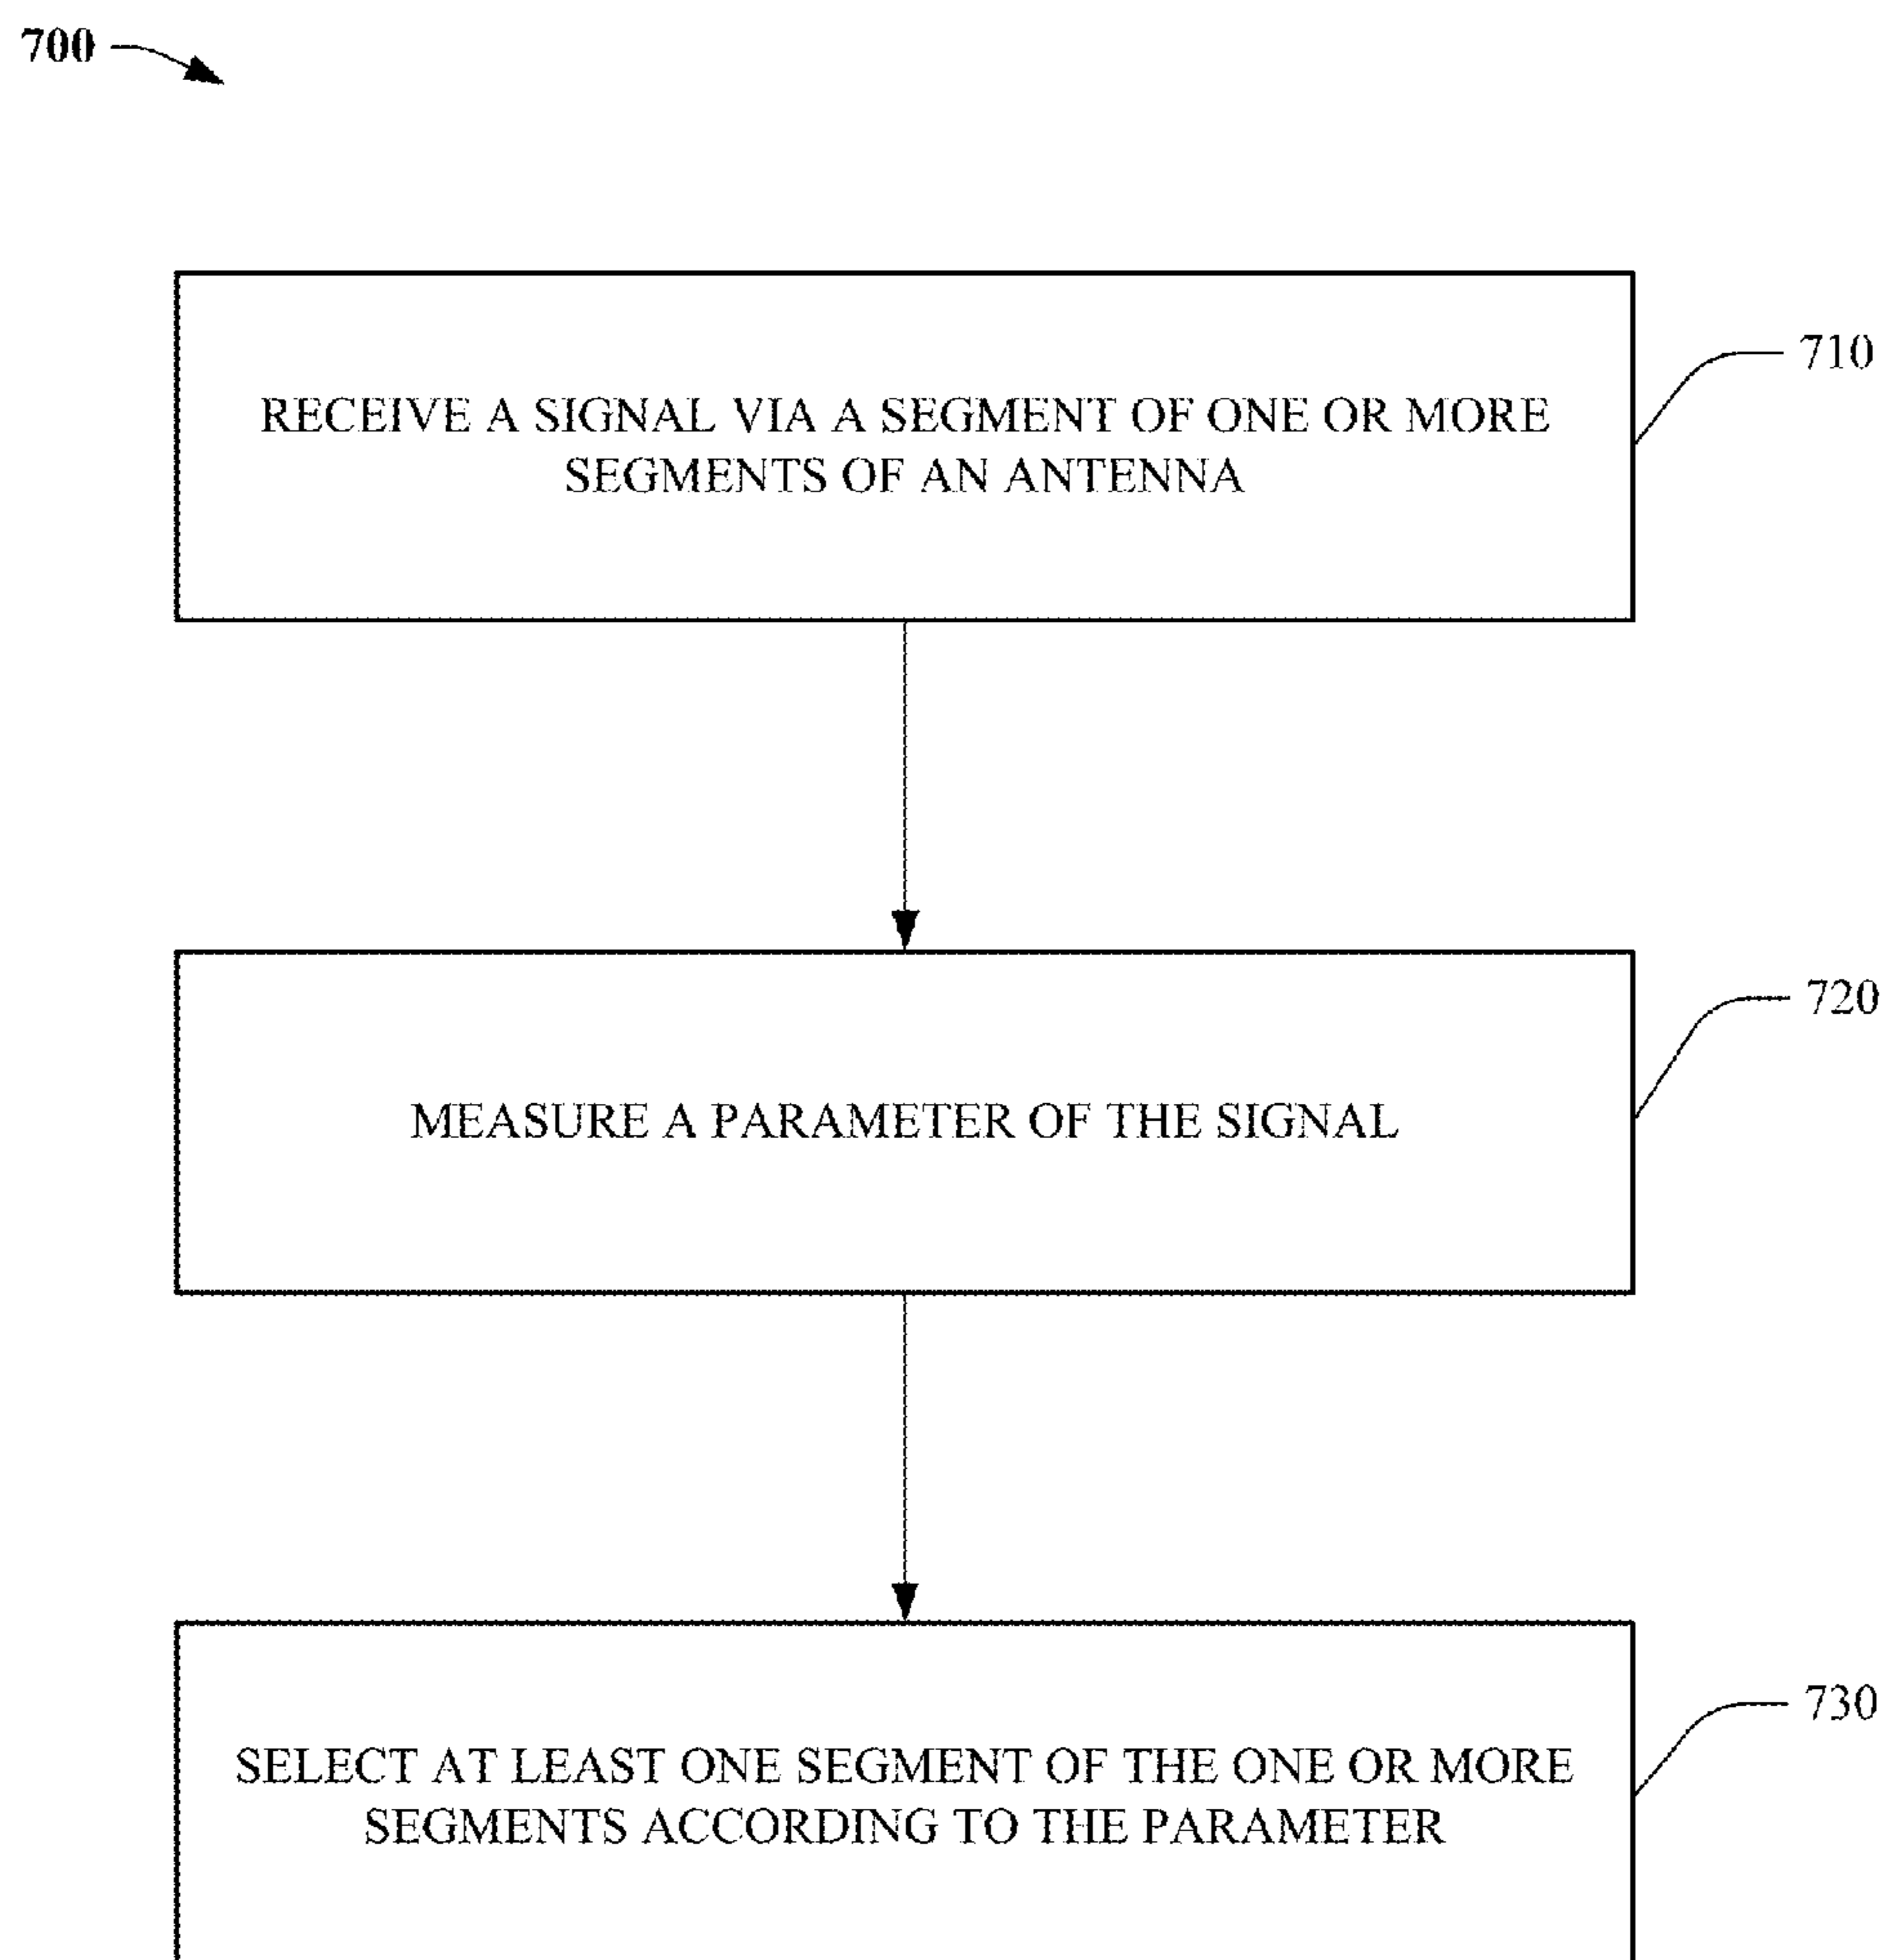 700
RECEIVE A SIGNAL VIA A SEGMENT OF ONE OR MORE
SEGMENTS OF AN ANTENNA
710
MEASURE A PARAMETER OF THE SIGNAL
720
SELECT AT LEAST ONE SEGMENT OF THE ONE OR MORE
SEGMENTS ACCORDING TO THE PARAMETER
730